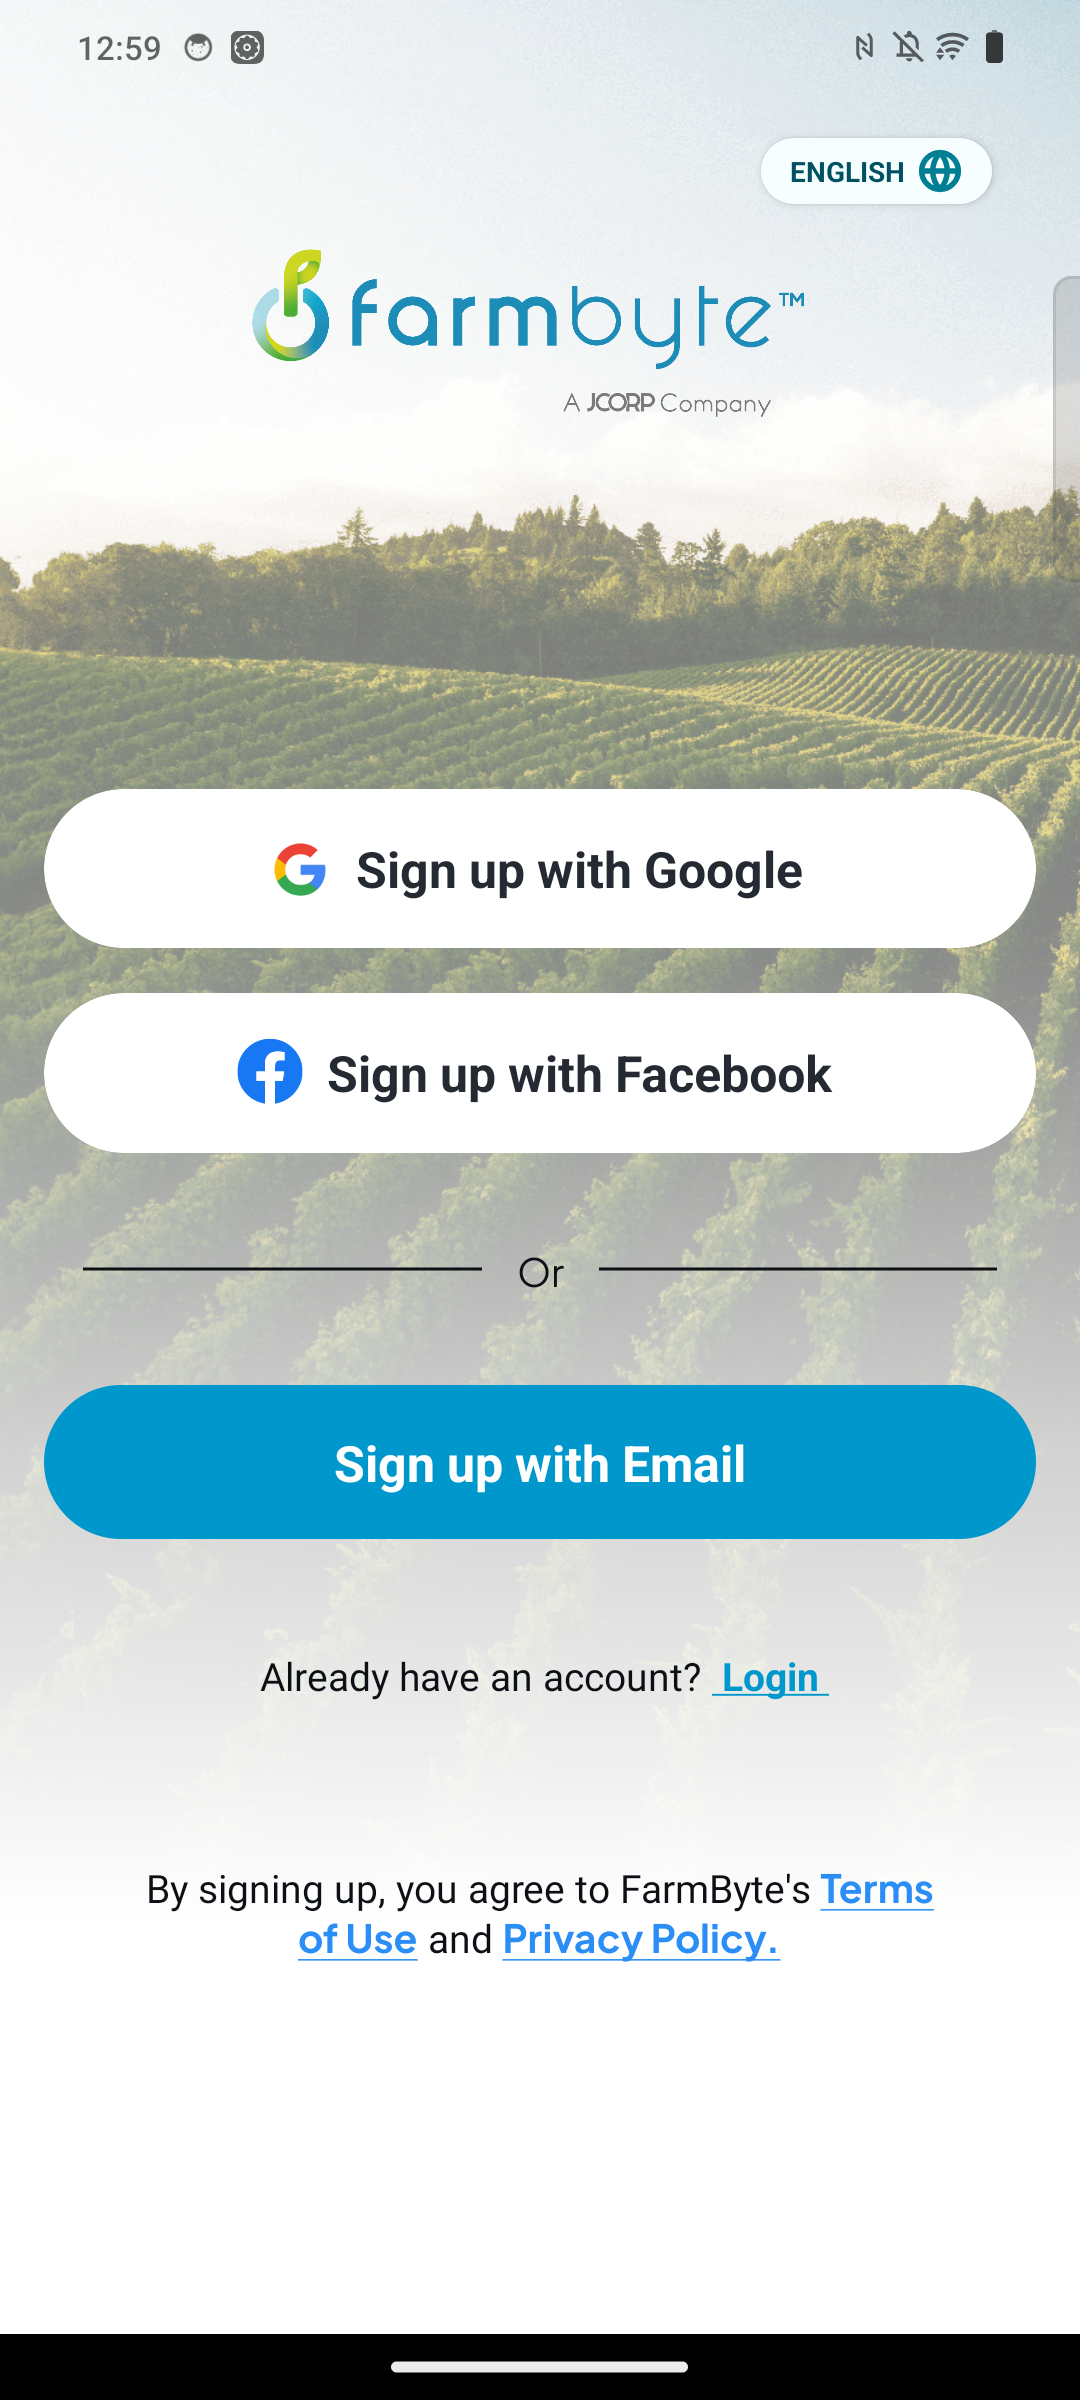 12:59
ENGLISH
farmbyte™
A JCORP Company
Sign up with Google
Sign up with Facebook
Or
Sign up with Email
Already have an account? Login
By signing up, you agree to FarmByte's Terms
of Use and Privacy Policy.